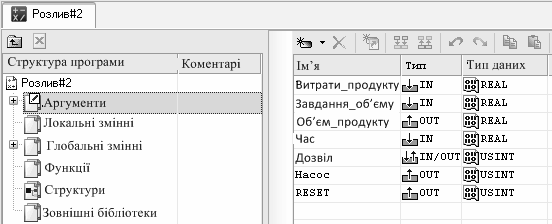 Розлив#2
Структура програми Коментарі
Розлив#2
Аргументи
Локальні змінні
Глобальні змінні
Функції
Структури
Зовнішні бібліотеки
Ім’я Тип Тип даних
Витрати_продукту IN REAL
Завдання_об’єму IN REAL
Об’єм_продукту OUT REAL
Час IN REAL
Дозвіл IN/OUT USINT
Насос OUT USINT
RESET OUT USINT